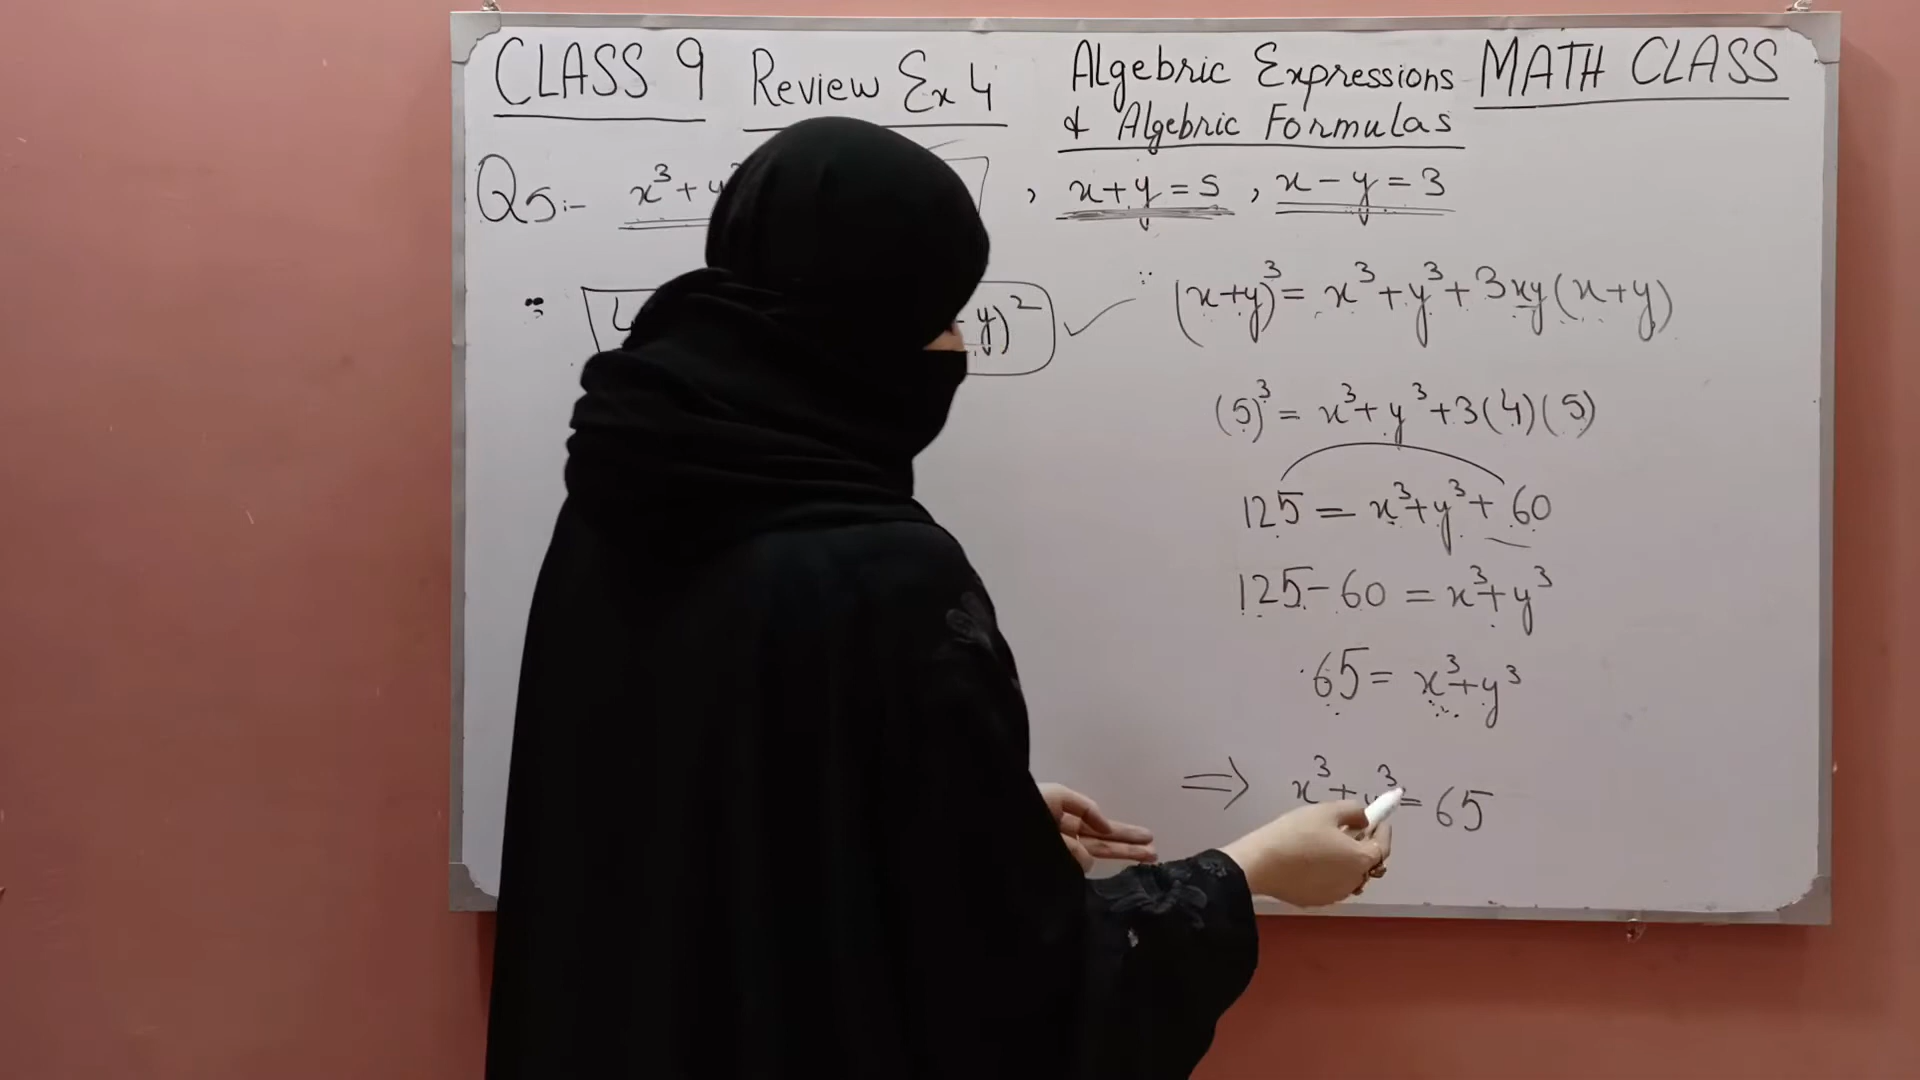 CLASS 9 Review Ex 4 Algebric Expressions MATH CLASS
& Algebric Formulas
Q5:- x³+y , x+y=5 , x-y=3
∵ 4 y)² ✓ ∵ (x+y)³= x³+y³+3xy(x+y)
(5)³ = x³+y³+3(4)(5)
125 = x³+y³+60
125-60 = x³+y³
65= x³+y³
⇒ x³+y³=65